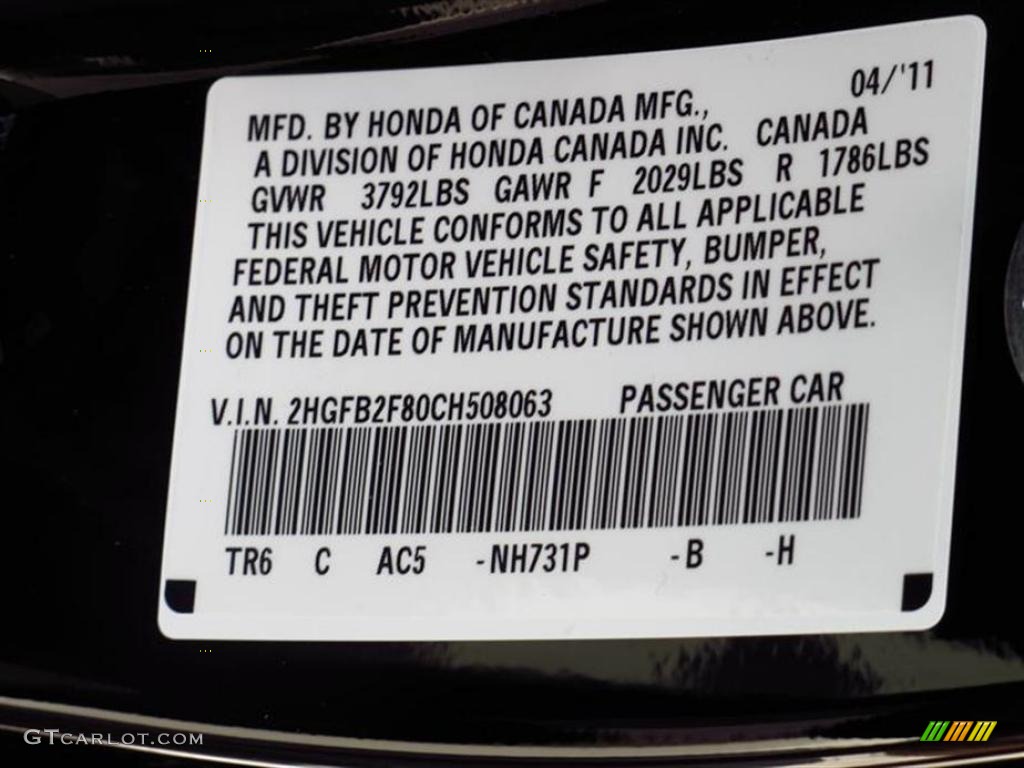 04/'11
MFD. BY HONDA OF CANADA MFG.,
A DIVISION OF HONDA CANADA INC. CANADA
GVWR 3792LBS GAWR F 2029LBS R 1786LBS
THIS VEHICLE CONFORMS TO ALL APPLICABLE
FEDERAL MOTOR VEHICLE SAFETY, BUMPER,
AND THEFT PREVENTION STANDARDS IN EFFECT
ON THE DATE OF MANUFACTURE SHOWN ABOVE.
V.I.N. 2HGFB2F80CH508063 PASSENGER CAR
TR6 C AC5 -NH731P -B -H
GTCARLOT.COM